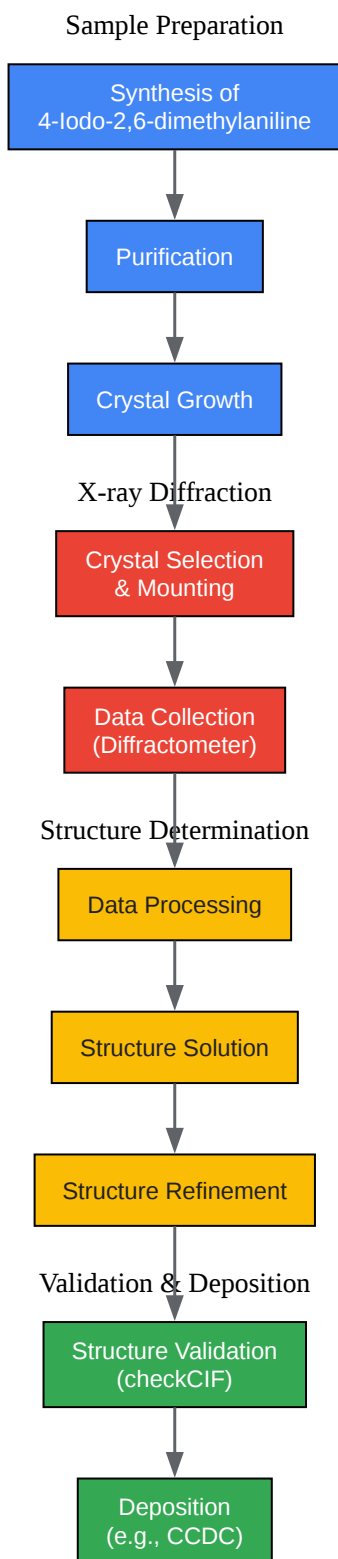 Sample Preparation
Synthesis of
4-Iodo-2,6-dimethylaniline
Purification
Crystal Growth
X-ray Diffraction
Crystal Selection
& Mounting
Data Collection
(Diffractometer)
Structure Determination
Data Processing
Structure Solution
Structure Refinement
Validation & Deposition
Structure Validation
(checkCIF)
Deposition
(e.g., CCDC)